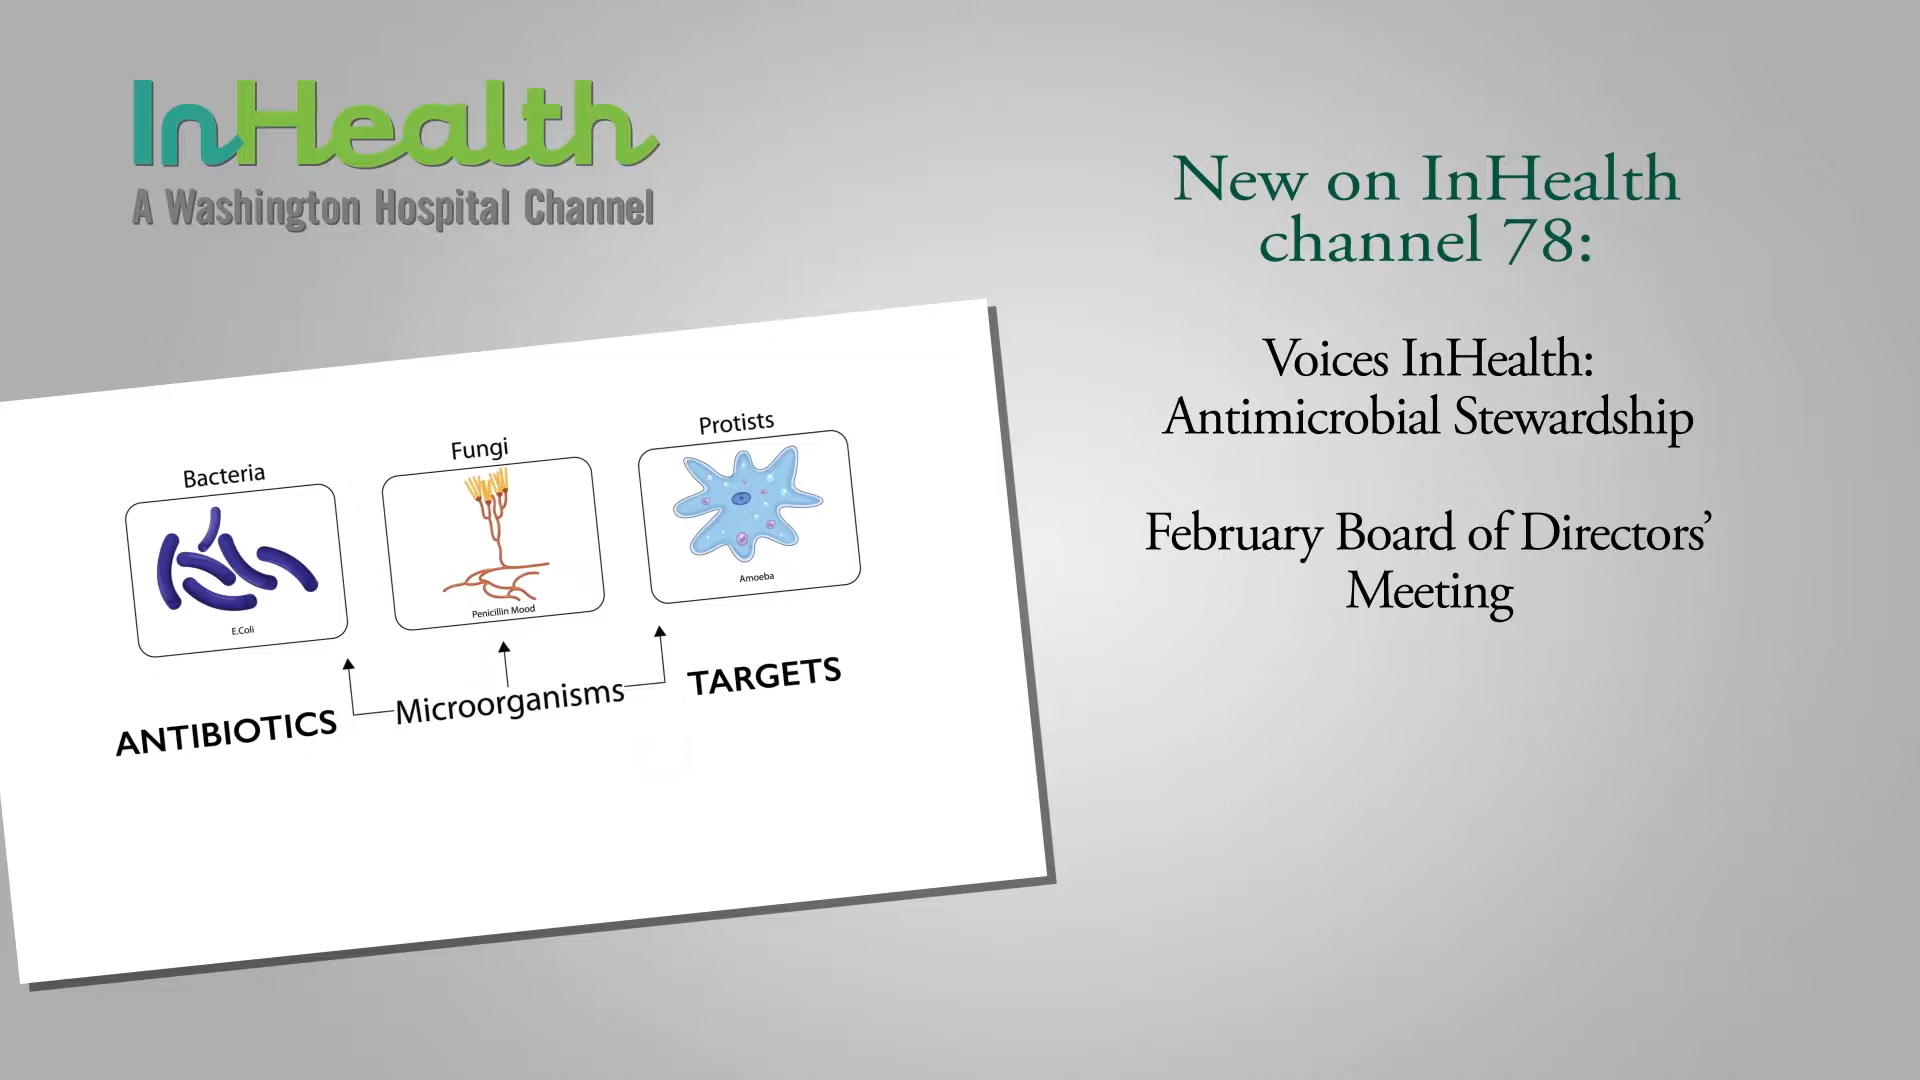 InHealth
A Washington Hospital Channel
New on InHealth
channel 78:
Voices InHealth:
Antimicrobial Stewardship
February Board of Directors’
Meeting
Bacteria
Fungi
Protists
E.Coli
Penicillin Mood
Amoeba
ANTIBIOTICS
Microorganisms
TARGETS